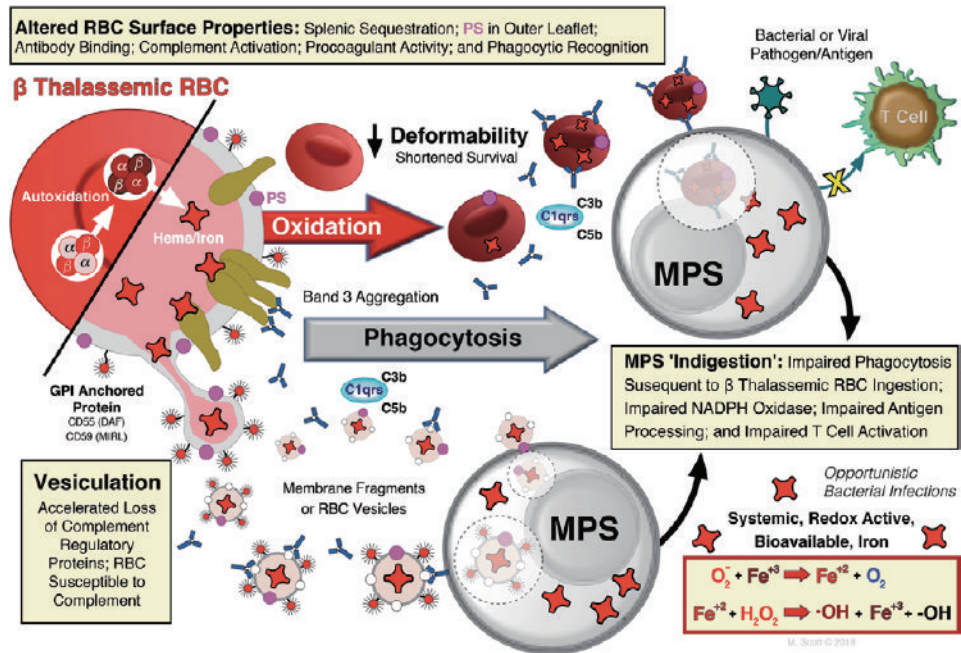 Altered RBC Surface Properties: Splenic Sequestration; PS in Outer Leaflet;
Antibody Binding; Complement Activation; Procoagulant Activity; and Phagocytic Recognition
β Thalassemic RBC
Autoxidation
α
β
β
α
α
β
β
α
Heme/Iron
PS
Oxidation
Deformability
Shortened Survival
C3b
C1qrs
C5b
Bacterial or Viral
Pathogen/Antigen
T Cell
X
MPS
Band 3 Aggregation
Phagocytosis
C3b
C1qrs
C5b
GPI Anchored
Protein
CD55 (DAF)
CD59 (MIRL)
MPS 'Indigestion': Impaired Phagocytosis
Susequent to β Thalassemic RBC Ingestion;
Impaired NADPH Oxidase; Impaired Antigen
Processing; and Impaired T Cell Activation
Vesiculation
Accelerated Loss
of Complement
Regulatory
Proteins; RBC
Susceptible to
Complement
Membrane Fragments
or RBC Vesicles
MPS
Opportunistic
Bacterial Infections
Systemic, Redox Active,
Bioavailable, Iron
O₂⁻ + Fe⁺³ Fe⁺² + O₂
Fe⁺² + H₂O₂ ·OH + Fe⁺³ + -OH
M. Scott © 2019